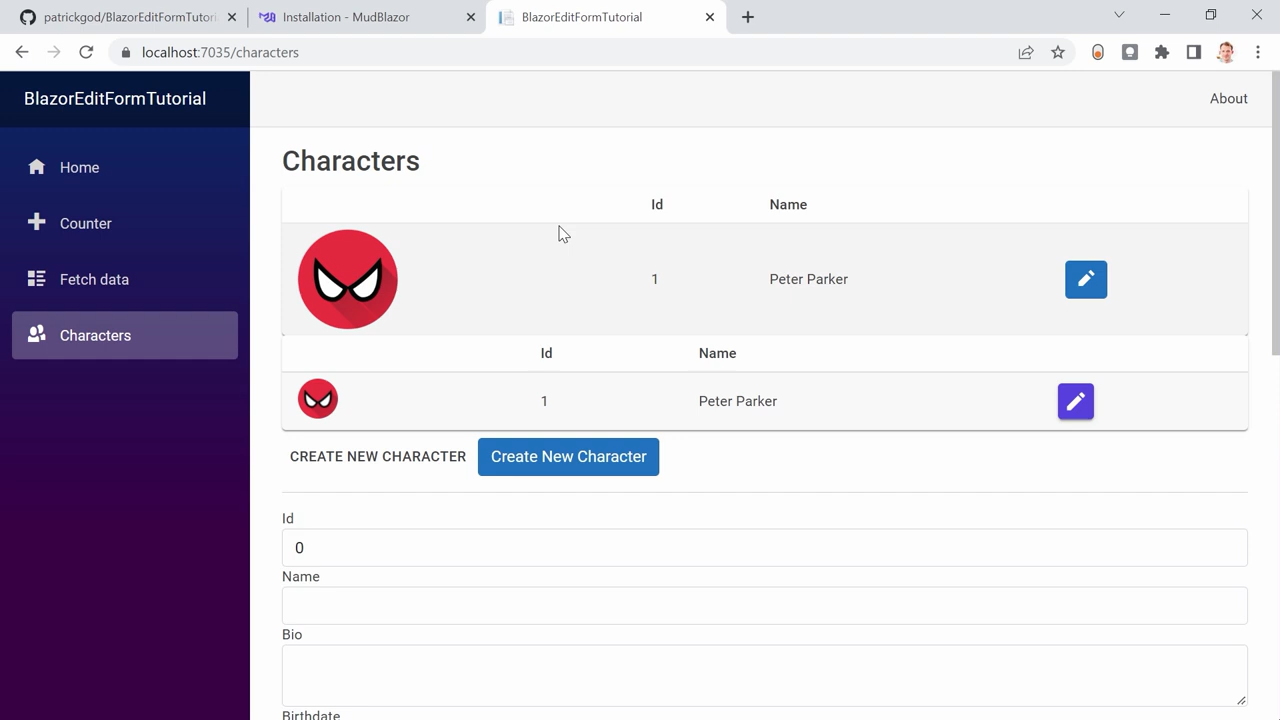 patrickgod/BlazorEditFormTutori
Installation - MudBlazor
BlazorEditFormTutorial
localhost:7035/characters
BlazorEditFormTutorial
About
Home
Counter
Fetch data
Characters
Characters
Id Name
1 Peter Parker
Id Name
1 Peter Parker
CREATE NEW CHARACTER
Create New Character
Id
0
Name
Bio
Birthdate